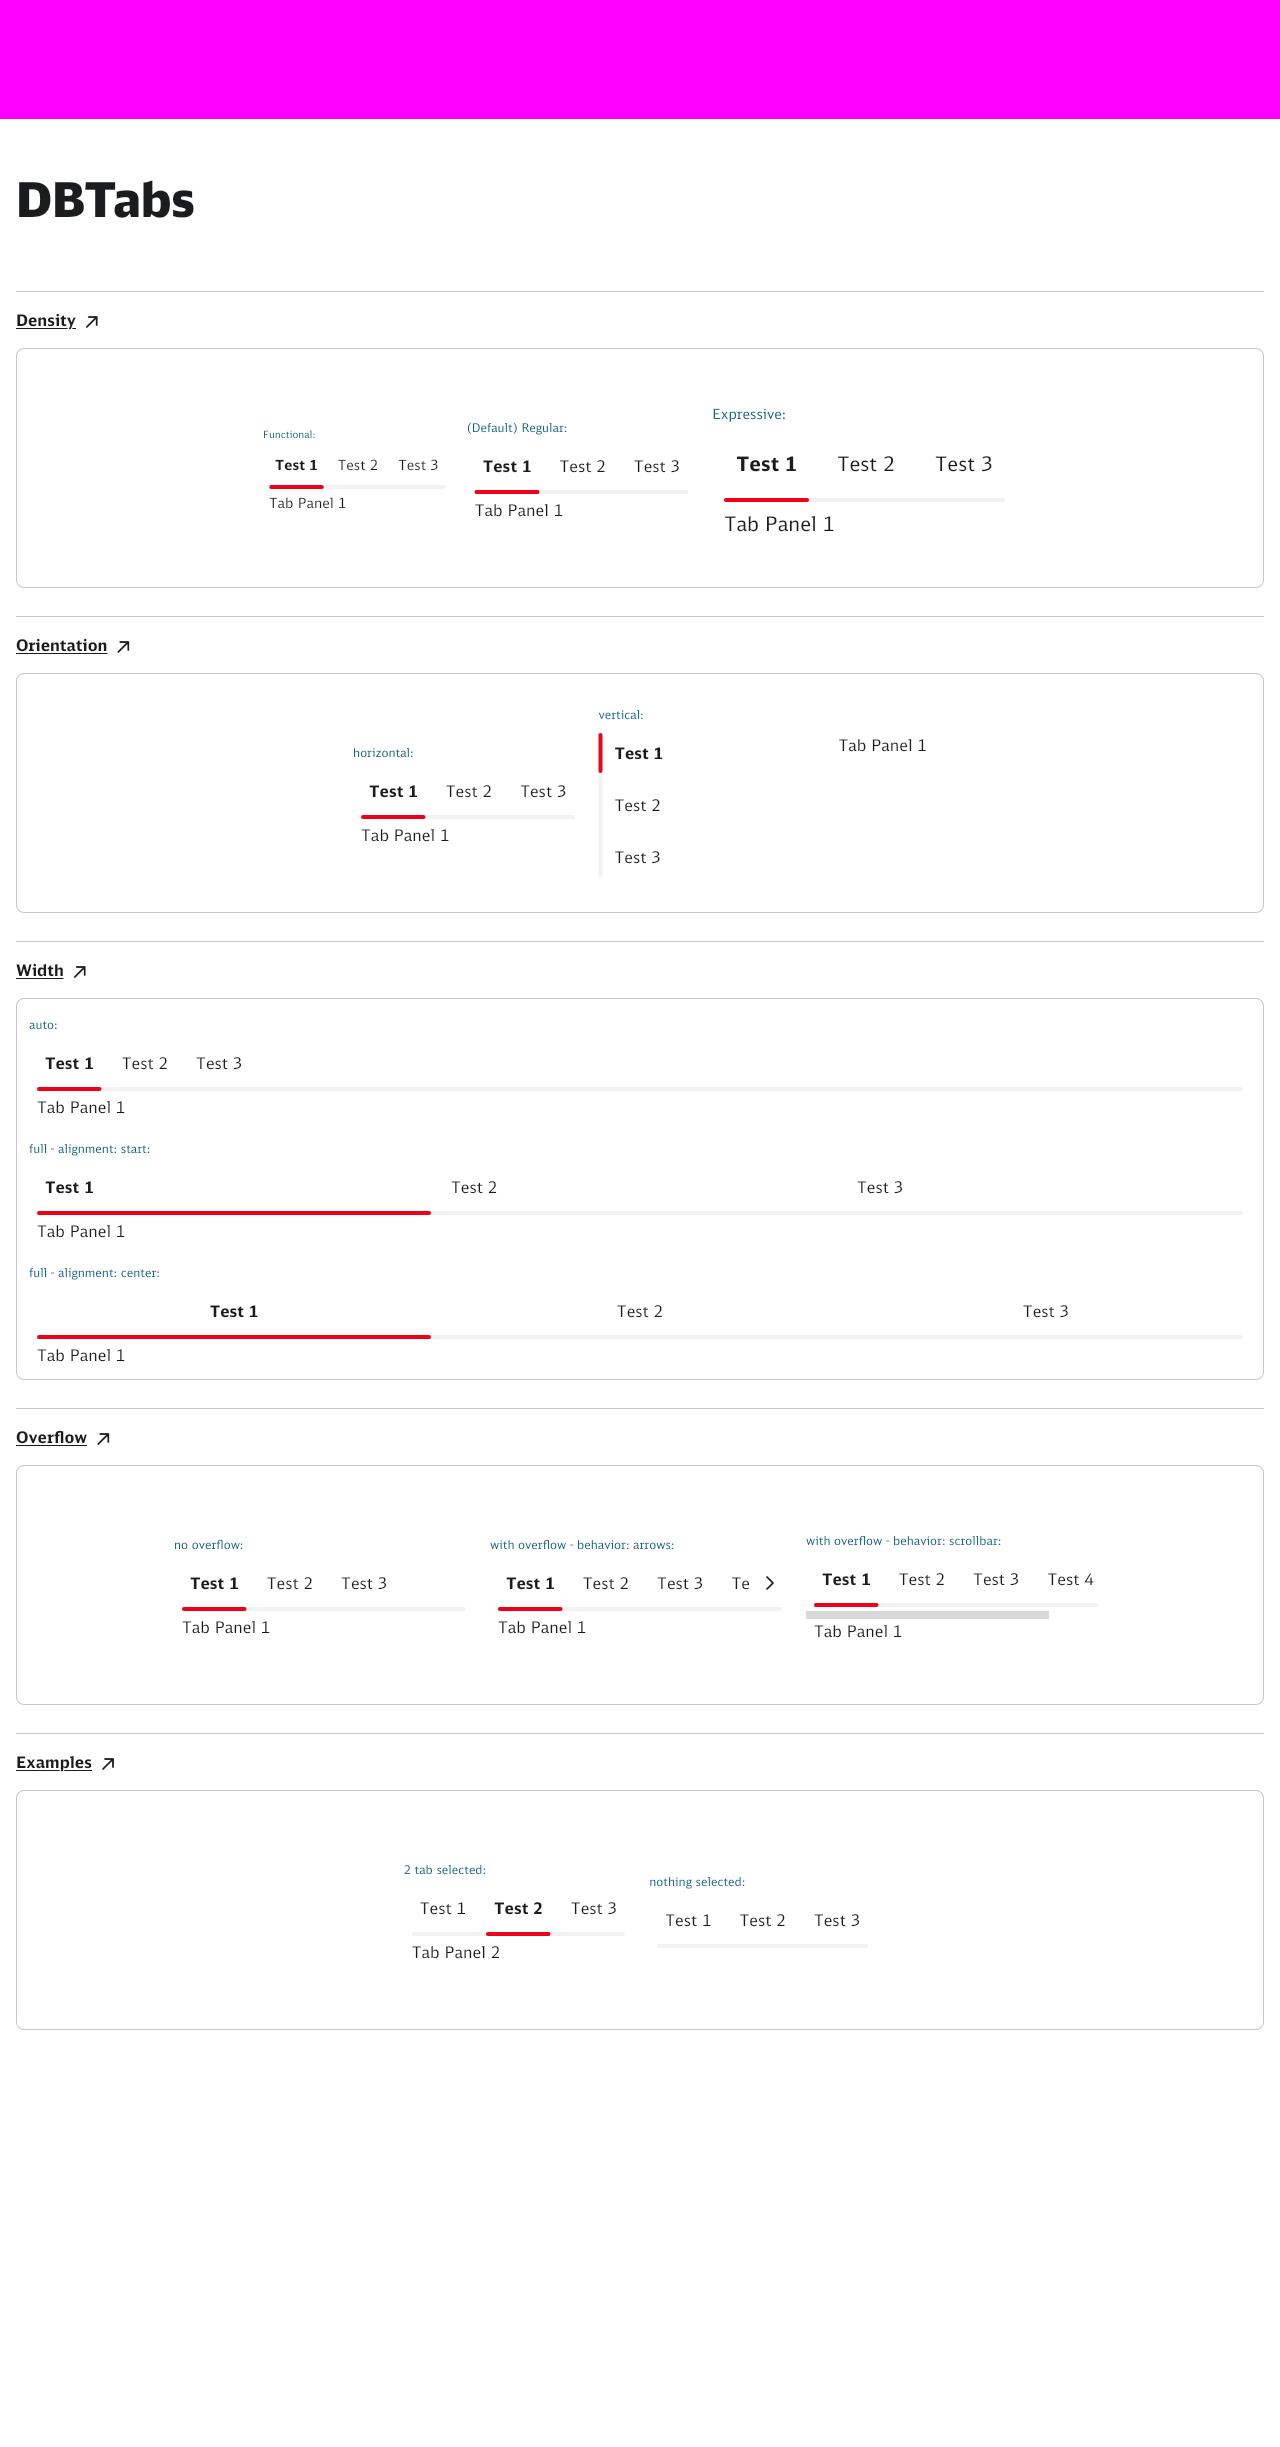 DBTabs
Density
Functional:
Test 1 Test 2 Test 3
Tab Panel 1
(Default) Regular:
Test 1 Test 2 Test 3
Tab Panel 1
Expressive:
Test 1 Test 2 Test 3
Tab Panel 1
Orientation
horizontal:
Test 1 Test 2 Test 3
Tab Panel 1
vertical:
Test 1
Test 2
Test 3
Tab Panel 1
Width
auto:
Test 1 Test 2 Test 3
Tab Panel 1
full - alignment: start:
Test 1 Test 2 Test 3
Tab Panel 1
full - alignment: center:
Test 1 Test 2 Test 3
Tab Panel 1
Overflow
no overflow:
Test 1 Test 2 Test 3
Tab Panel 1
with overflow - behavior: arrows:
Test 1 Test 2 Test 3 Te
Tab Panel 1
with overflow - behavior: scrollbar:
Test 1 Test 2 Test 3 Test 4
Tab Panel 1
Examples
2 tab selected:
Test 1 Test 2 Test 3
Tab Panel 2
nothing selected:
Test 1 Test 2 Test 3